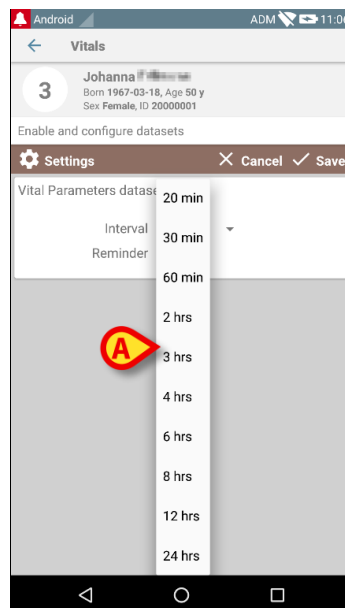 Android ADM 11:06
Vitals
3
Johanna
Born 1967-03-18, Age 50 y
Sex Female, ID 20000001
Enable and configure datasets
Settings Cancel Save
Vital Parameters datase
Interval
Reminder
20 min
30 min
60 min
2 hrs
3 hrs
4 hrs
6 hrs
8 hrs
12 hrs
24 hrs
A